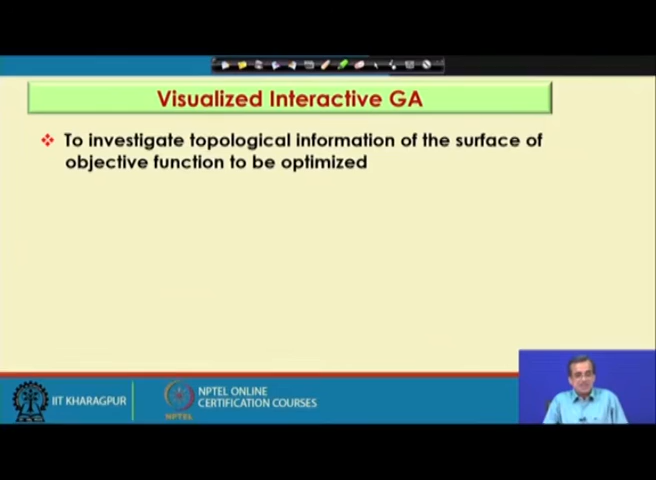 Visualized Interactive GA
To investigate topological information of the surface of
objective function to be optimized
IIT KHARAGPUR
NPTEL
NPTEL ONLINE
CERTIFICATION COURSES